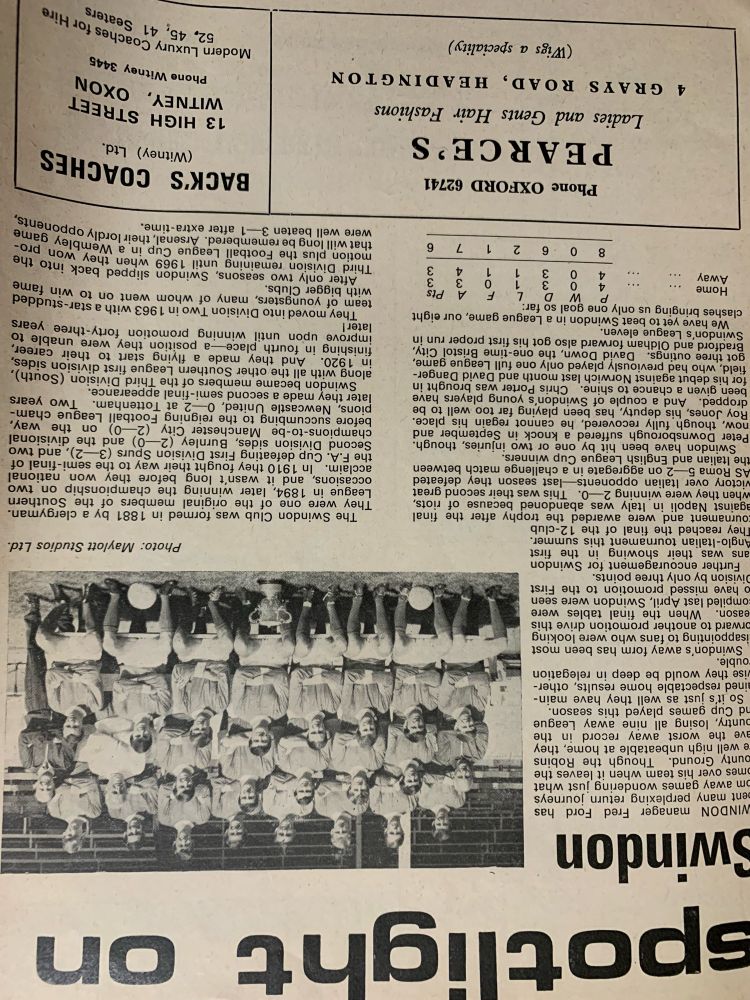 spotlight on
Swindon
WINDON manager Fred Ford has
pent many perplexing return journeys
om away games wondering just what
omes over his team when it leaves the
ounty Ground. Though the Robins
re well nigh unbeatable at home, they
ave the worst away record in the
ountry, losing all nine away League
nd Cup games played this season.
So it's just as well they have main-
ined respectable home results, other-
wise they would be deep in relegation
ouble.
Swindon's away form has been most
disappointing to fans who were looking
orward to another promotion drive this
eason. When the final tables were
ompiled last April, Swindon were seen
o have missed promotion to the First
Division by only three points.
Further encouragement for Swindon
ans was their showing in the first
Anglo-Italian tournament this summer.
They reached the final of the 12-club
tournament and were awarded the trophy after the final
against Napoli in Italy was abandoned because of riots,
when they were winning 2—0. This was their second great
victory over Italian opponents—last season they defeated
AS Roma 5—2 on aggregate in a challenge match between
the Italian and English League Cup winners.
Swindon have been hit by one or two injuries, though.
Peter Downsborough suffered a knock in September and
now, though fully recovered, he cannot regain his place.
Roy Jones, his deputy, has been playing far too well to be
dropped. And a couple of Swindon's young players have
been given a chance to shine. Chris Porter was brought in
for his debut against Norwich last month and David Danger-
field, who had previously played only one full League game,
got three outings. David Down, the one-time Bristol City,
Bradford and Oldham forward also got his first proper run in
Swindon's League eleven.
We have yet to beat Swindon in a League game, our eight
clashes bringing us only one goal so far:
P W D L F A Pts
Home ... ... 4 0 3 1 0 3 3
Away ... ... 4 0 3 1 1 4 3
8 0 6 2 1 7 6
Photo: Maylott Studios Ltd.
The Swindon Club was formed in 1881 by a clergyman.
They were one of the original members of the Southern
League in 1894, later winning the championship on two
occasions, and it wasn't long before they won national
acclaim. In 1910 they fought their way to the semi-final of
the F.A. Cup defeating First Division Spurs (3—2), and two
Second Division sides, Burnley (2—0) and the divisional
champions-to-be Manchester City (2—0) on the way,
before succumbing to the reigning Football League cham-
pions, Newcastle United, 0—2 at Tottenham. Two years
later they made a second semi-final appearance.
Swindon became members of the Third Division (South),
along with all the other Southern League first division sides,
in 1920. And they made a flying start to their career,
finishing in fourth place—a position they were unable to
improve upon until winning promotion forty-three years
later!
They moved into Division Two in 1963 with a star-studded
team of youngsters, many of whom went on to win fame
with bigger Clubs.
After only two seasons, Swindon slipped back into the
Third Division remaining until 1969 when they won pro-
motion plus the Football League Cup in a Wembley game
that will long be remembered. Arsenal, their lordly opponents,
were well beaten 3—1 after extra-time.
Phone OXFORD 62741
PEARCE'S
Ladies and Gents Hair Fashions
4 GRAYS ROAD, HEADINGTON
(Wigs a speciality)
BACK'S COACHES
(Witney) Ltd.
13 HIGH STREET
WITNEY, OXON
Phone Witney 3445
Modern Luxury Coaches for Hire
52, 45, 41 Seaters